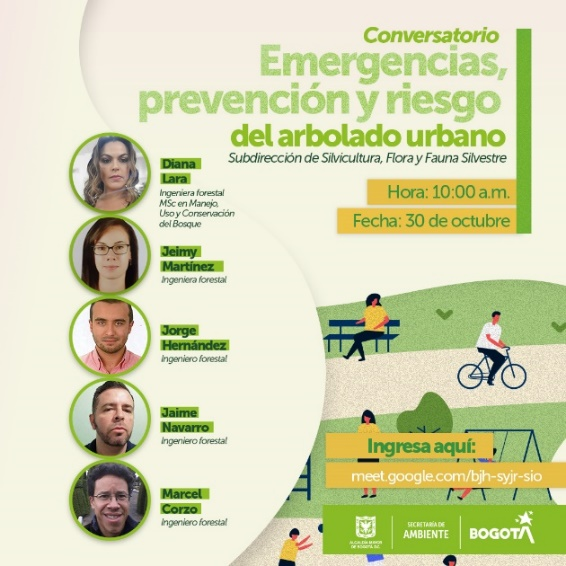 Conversatorio
Emergencias,
prevención y riesgo
del arbolado urbano
Subdirección de Silvicultura, Flora y Fauna Silvestre
Hora: 10:00 a.m.
Fecha: 30 de octubre
Diana
Lara
Ingeniera forestal
MSc en Manejo,
Uso y Conservación
del Bosque
Jeimy
Martínez
Ingeniera forestal
Jorge
Hernández
Ingeniero forestal
Jaime
Navarro
Ingeniero forestal
Marcel
Corzo
Ingeniero forestal
Ingresa aquí:
meet.google.com/bjh-syjr-sio
ALCALDÍA MAYOR
DE BOGOTÁ D.C.
SECRETARÍA DE
AMBIENTE
BOGOTÁ